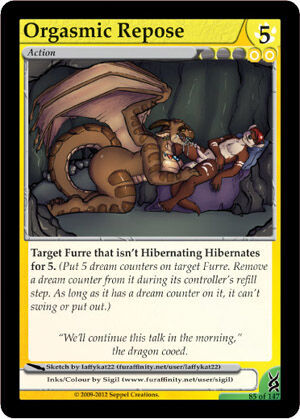 Orgasmic Repose
5
Action
Target Furre that isn't Hibernating Hibernates
for 5. (Put 5 dream counters on target Furre. Remove
a dream counter from it during its controller's refill
step. As long as it has a dream counter on it, it can't
swing or put out.)
"We'll continue this talk in the morning,"
the dragon cooed.
Sketch by laffykat22 (furaffinity.net/user/laffykat22)
Inks/Colour by Sigil (www.furaffinity.net/user/sigil)
©2009-2012 Seppel Creations.
85 of 147